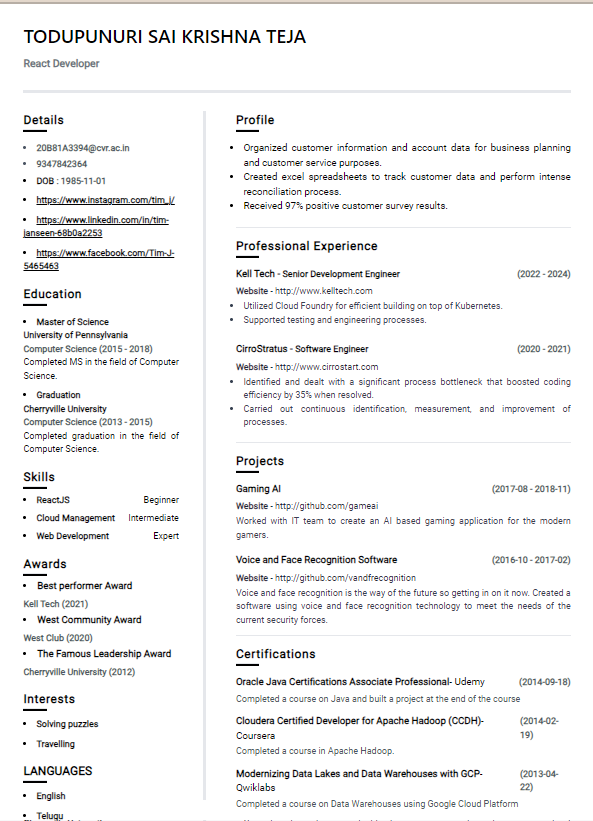 TODUPUNURI SAI KRISHNA TEJA
React Developer
Details
• 20B81A3394@cvr.ac.in
• 9347842364
• DOB : 1985-11-01
• https://www.instagram.com/tim_j/
• https://www.linkedin.com/in/tim-
janseen-68b0a2253
• https://www.facebook.com/Tim-J-
5465463
Education
• Master of Science
University of Pennsylvania
Computer Science (2015 - 2018)
Completed MS in the field of Computer
Science.
• Graduation
Cherryville University
Computer Science (2013 - 2015)
Completed graduation in the field of
Computer Science.
Skills
• ReactJS Beginner
• Cloud Management Intermediate
• Web Development Expert
Awards
• Best performer Award
Kell Tech (2021)
• West Community Award
West Club (2020)
• The Famous Leadership Award
Cherryville University (2012)
Interests
• Solving puzzles
• Travelling
LANGUAGES
• English
• Telugu
Profile
• Organized customer information and account data for business planning
and customer service purposes.
• Created excel spreadsheets to track customer data and perform intense
reconciliation process.
• Received 97% positive customer survey results.
Professional Experience
Kell Tech - Senior Development Engineer (2022 - 2024)
Website - http://www.kelltech.com
• Utilized Cloud Foundry for efficient building on top of Kubernetes.
• Supported testing and engineering processes.
CirroStratus - Software Engineer (2020 - 2021)
Website - http://www.cirrostart.com
• Identified and dealt with a significant process bottleneck that boosted coding
efficiency by 35% when resolved.
• Carried out continuous identification, measurement, and improvement of
processes.
Projects
Gaming AI (2017-08 - 2018-11)
Website - http://github.com/gameai
Worked with IT team to create an AI based gaming application for the modern
gamers.
Voice and Face Recognition Software (2016-10 - 2017-02)
Website - http://github.com/vandfrecognition
Voice and face recognition is the way of the future so getting in on it now. Created a
software using voice and face recognition technology to meet the needs of the
current security forces.
Certifications
Oracle Java Certifications Associate Professional- Udemy (2014-09-18)
Completed a course on Java and built a project at the end of the course
Cloudera Certified Developer for Apache Hadoop (CCDH)- (2014-02-
Coursera 19)
Completed a course in Apache Hadoop.
Modernizing Data Lakes and Data Warehouses with GCP- (2013-04-
Qwiklabs 22)
Completed a course on Data Warehouses using Google Cloud Platform